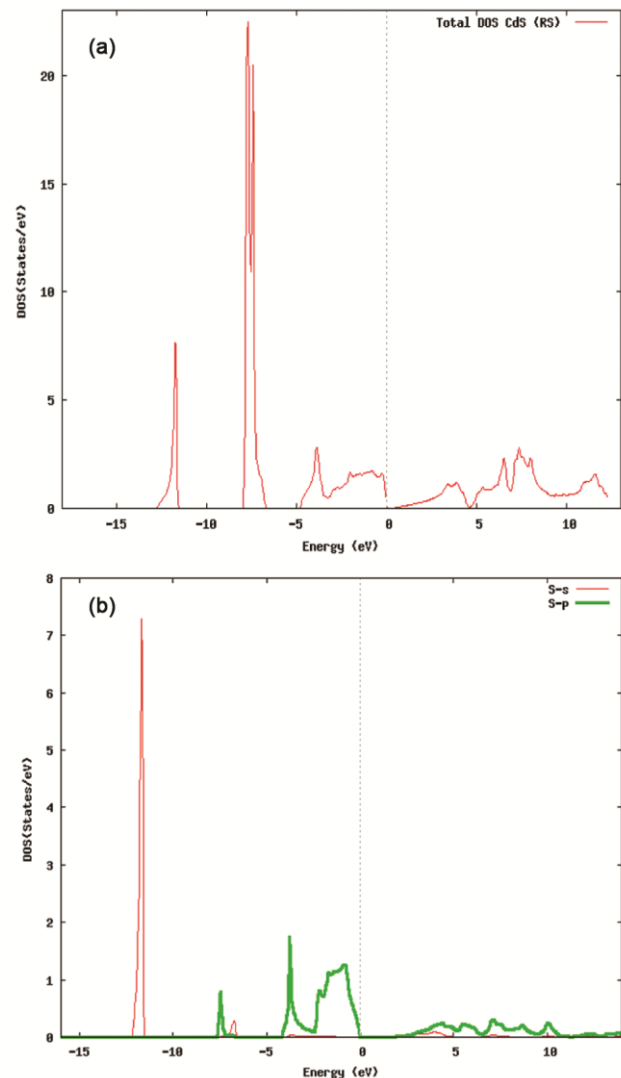 (a)
Total DOS CdS (RS)
DOS(States/eV)
20
15
10
5
0
-15 -10 -5 0 5 10
Energy (eV)
(b)
S-s
S-p
DOS(States/eV)
8
7
6
5
4
3
2
1
0
-15 -10 -5 0 5 10
Energy (eV)